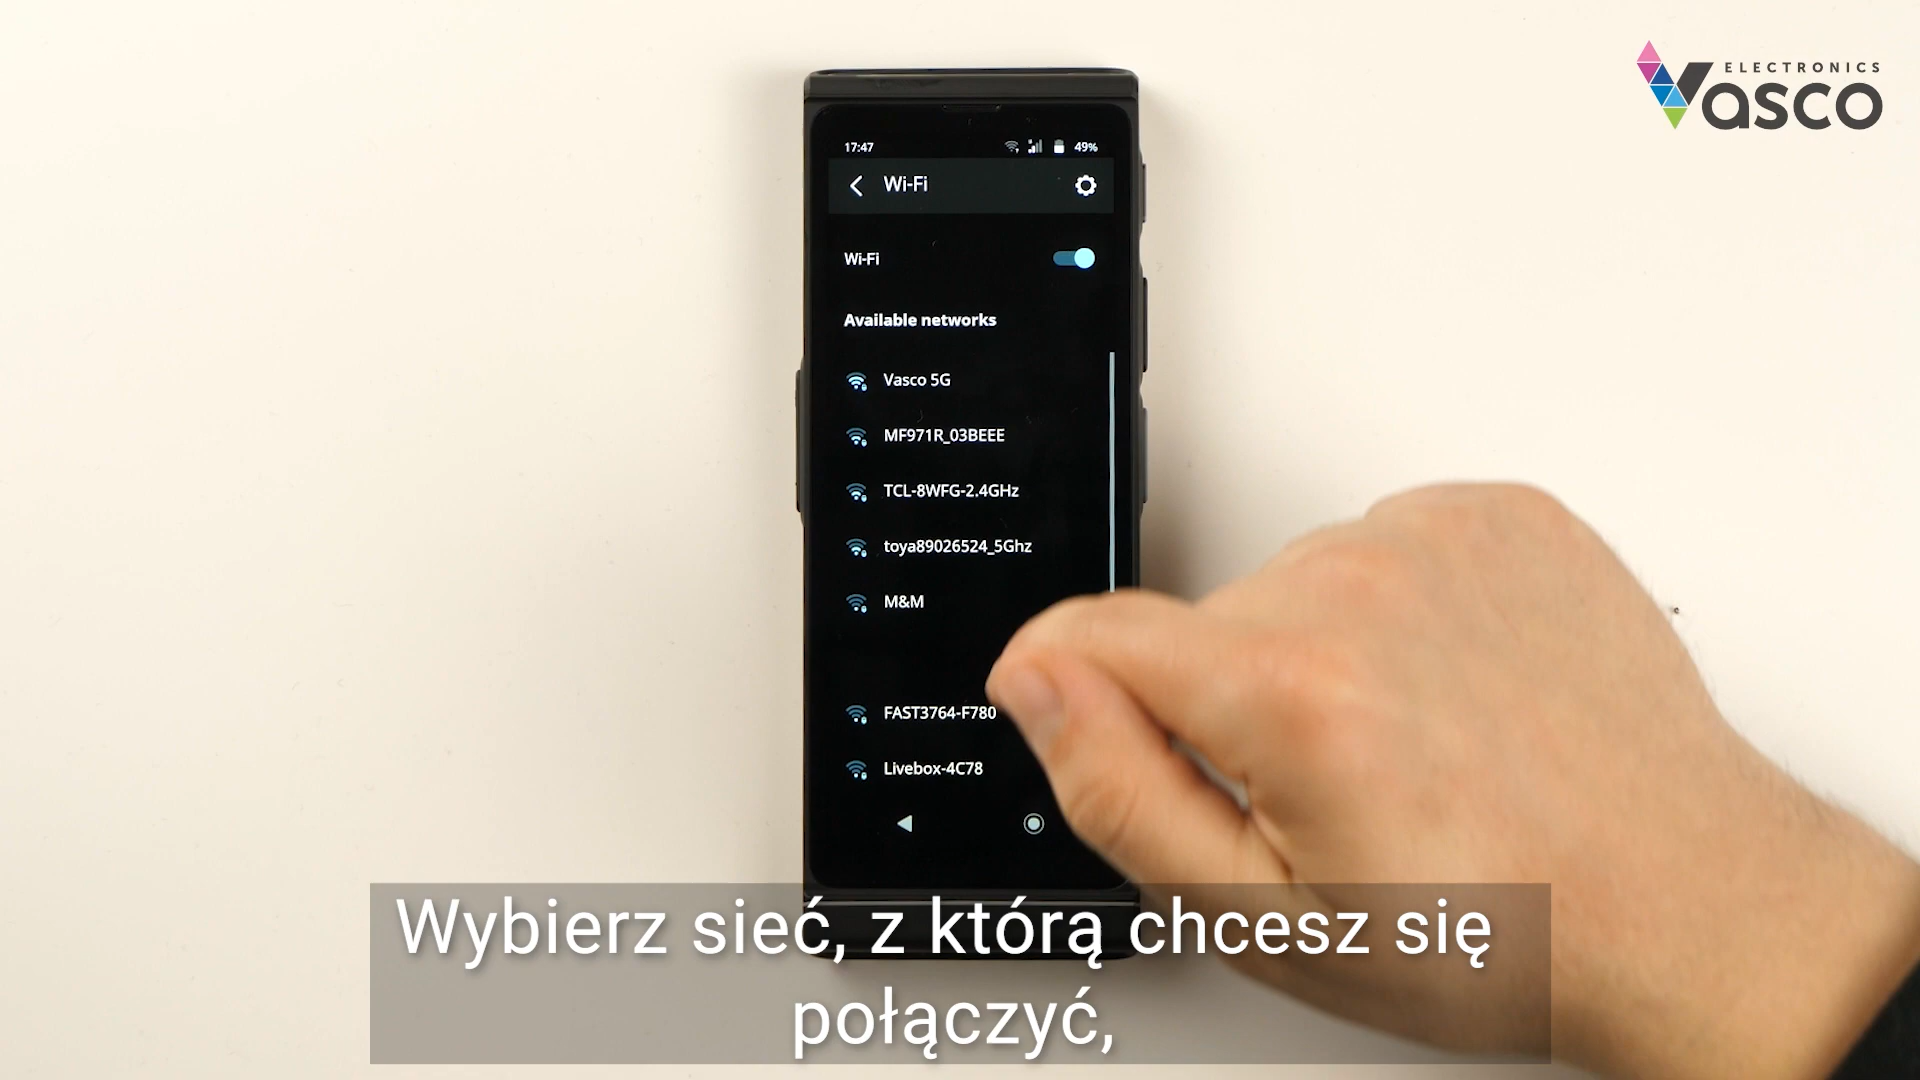 ELECTRONICS
Vasco
17:47 49%
Wi-Fi
Wi-Fi
Available networks
Vasco 5G
MF971R_03BEEE
TCL-8WFG-2.4GHz
toya89026524_5Ghz
M&M
FAST3764-F780
Livebox-4C78
Wybierz sieć, z którą chcesz się
połączyć,